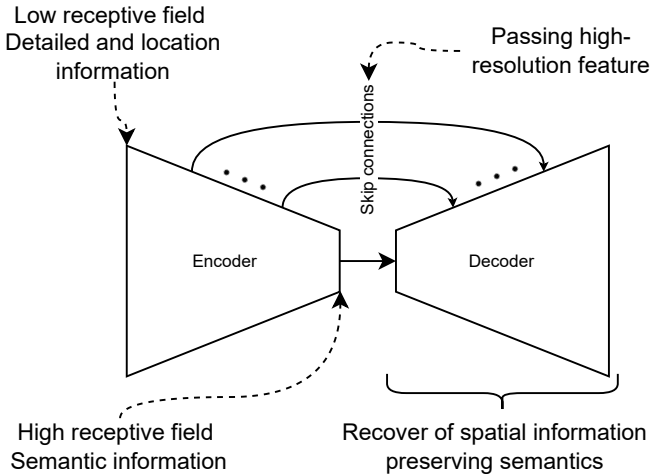 Low receptive field
Detailed and location
information
Passing high-
resolution feature
Skip connections
Encoder
Decoder
High receptive field
Semantic information
Recover of spatial information
preserving semantics